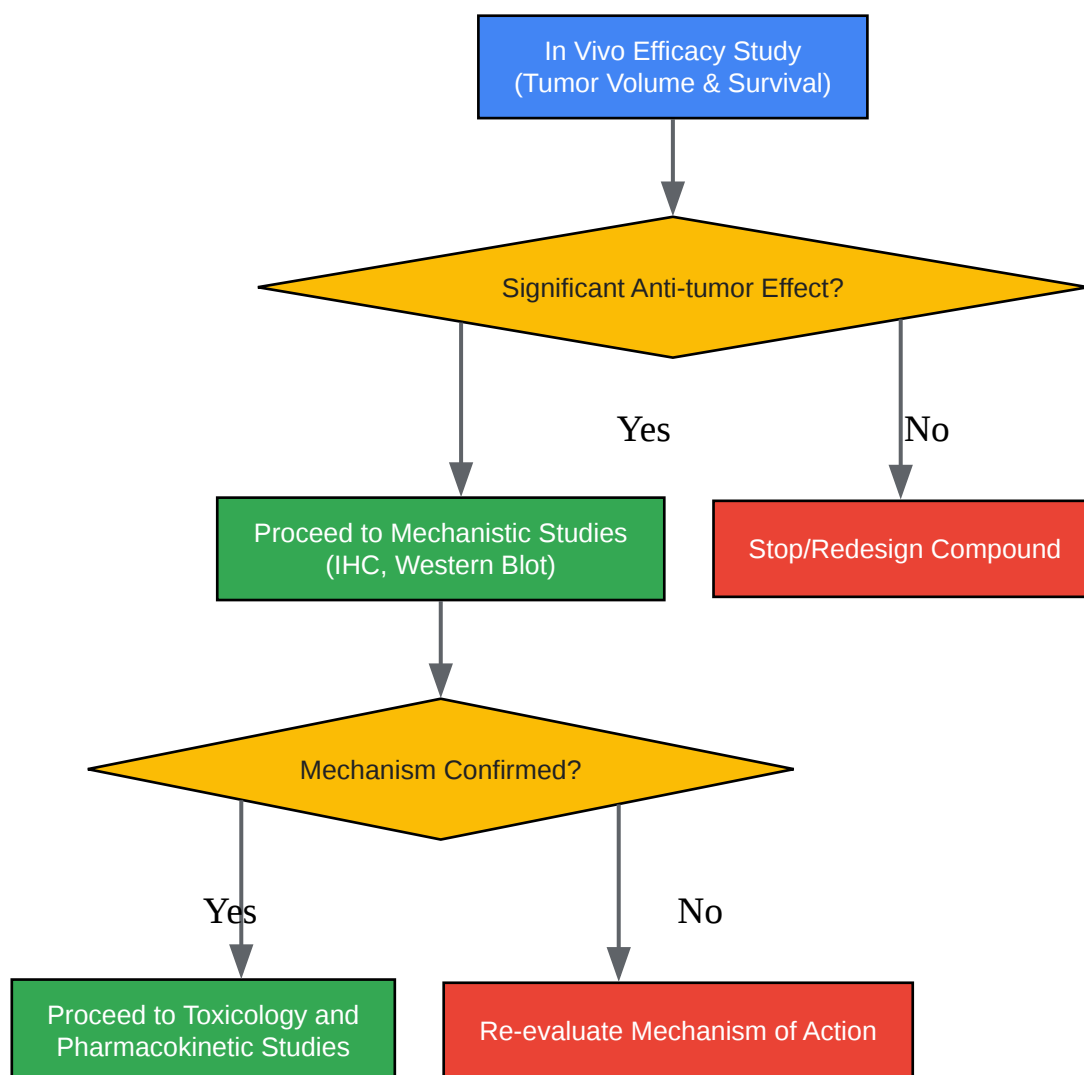 In Vivo Efficacy Study
(Tumor Volume & Survival)
Significant Anti-tumor Effect?
Yes
No
Proceed to Mechanistic Studies
(IHC, Western Blot)
Stop/Redesign Compound
Mechanism Confirmed?
Yes
No
Proceed to Toxicology and
Pharmacokinetic Studies
Re-evaluate Mechanism of Action